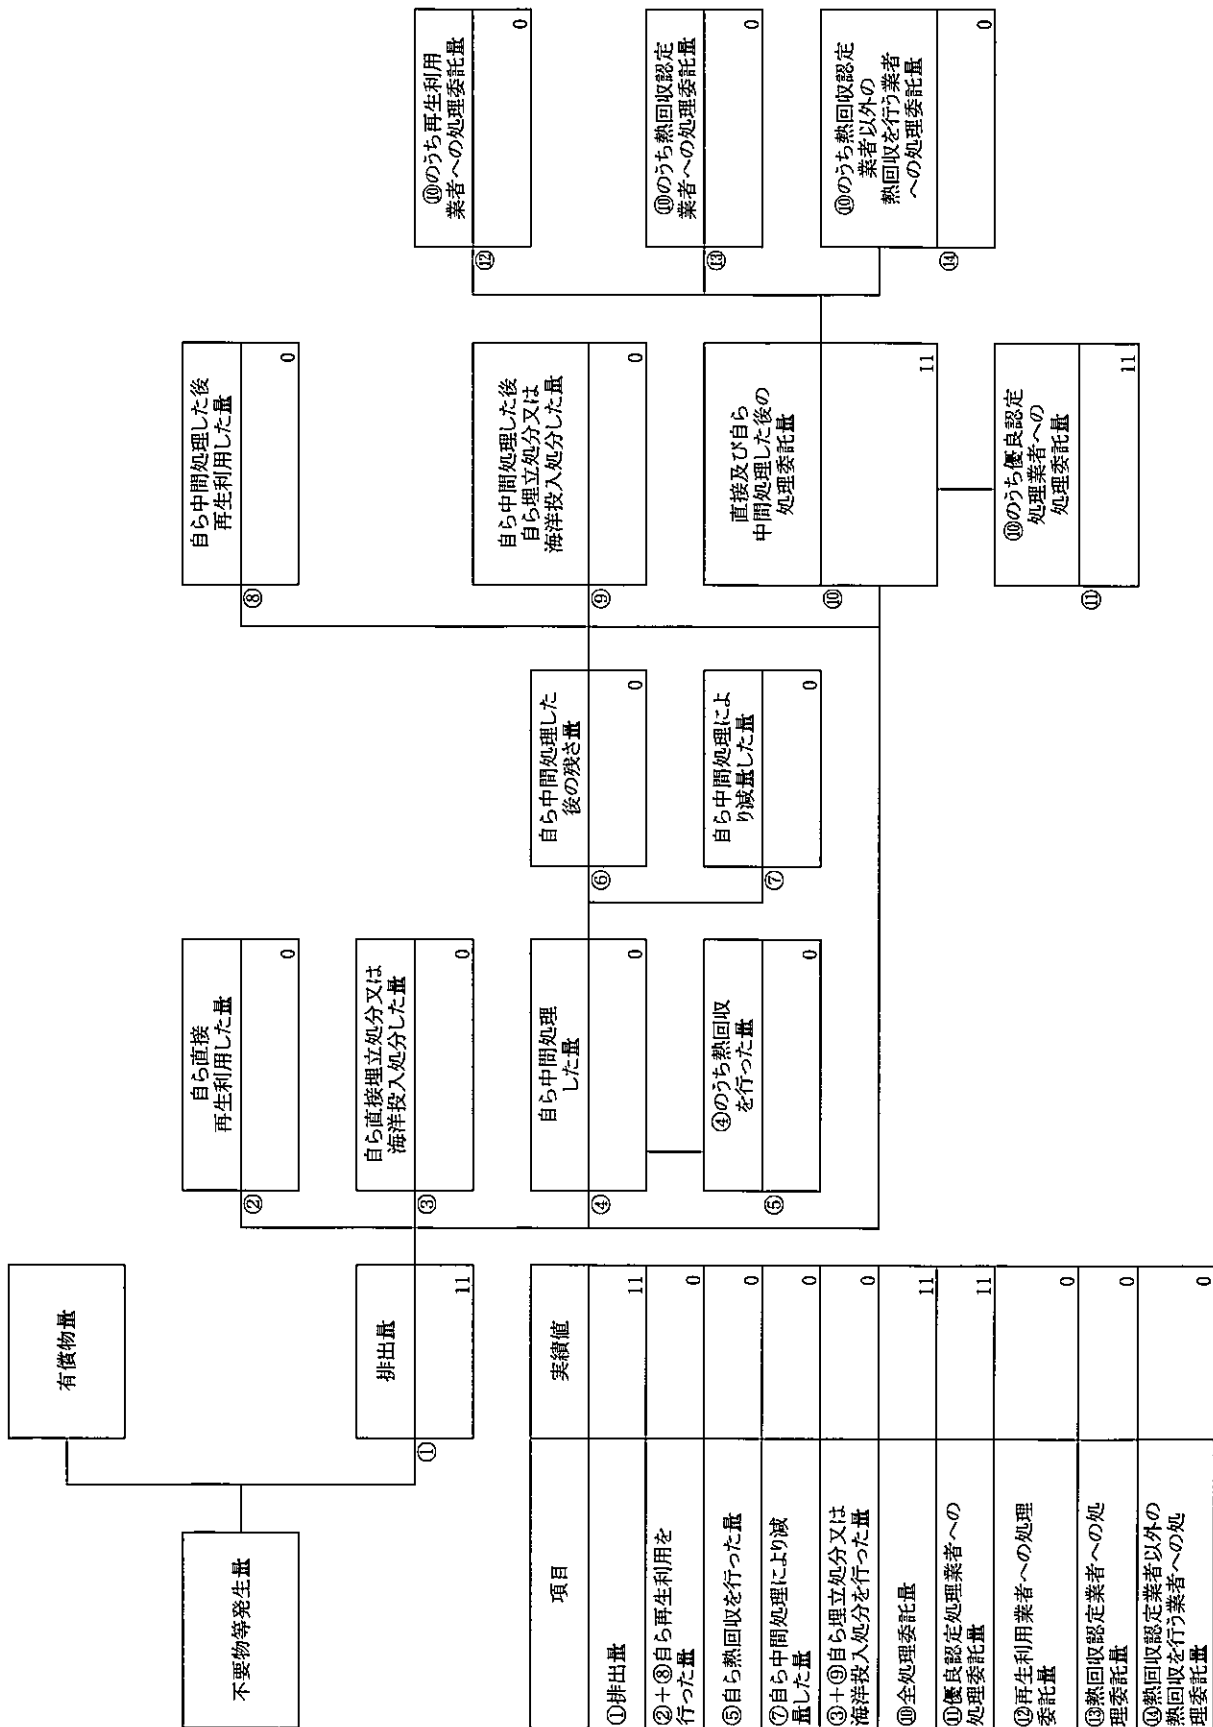 不要物等発生量
有償物量
①
排出量
11
②
自ら直接
再生利用した量
0
③
自ら直接埋立処分又は
海洋投入処分した量
0
④
自ら中間処理
した量
0
⑤
④のうち熱回収
を行った量
0
⑥
自ら中間処理した
後の残さ量
0
⑦
自ら中間処理によ
り減量した量
0
⑧
自ら中間処理した後
再生利用した量
0
⑨
自ら中間処理した後
自ら埋立処分又は
海洋投入処分した量
0
⑩
直接及び自ら
中間処理した後の
処理委託量
11
⑪
⑩のうち優良認定
処理業者への
処理委託量
11
⑫
⑩のうち再生利用
業者への処理委託量
0
⑬
⑩のうち熱回収認定
業者への処理委託量
0
⑭
⑩のうち熱回収認定
業者以外の
熱回収を行う業者
への処理委託量
0
項目 実績値
①排出量 11
②+⑧自ら再生利用を
行った量 0
⑤自ら熱回収を行った量 0
⑦自ら中間処理により減
量した量 0
③+⑨自ら埋立処分又は
海洋投入処分を行った量 0
⑩全処理委託量 11
⑪優良認定処理業者への
処理委託量 11
⑫再生利用業者への処理
委託量 0
⑬熱回収認定業者への処
理委託量 0
⑭熱回収認定業者以外の
熱回収を行う業者への処
理委託量 0